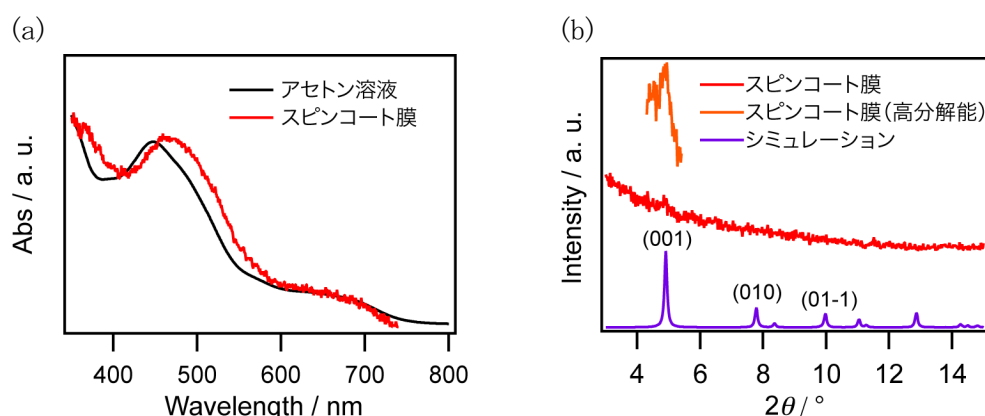 (a)
アセトン溶液
スピンコート膜
Abs / a. u.
400 500 600 700 800
Wavelength / nm
(b)
スピンコート膜
スピンコート膜(高分解能)
シミュレーション
Intensity / a. u.
(001)
(010)
(01-1)
4 6 8 10 12 14
2θ / °